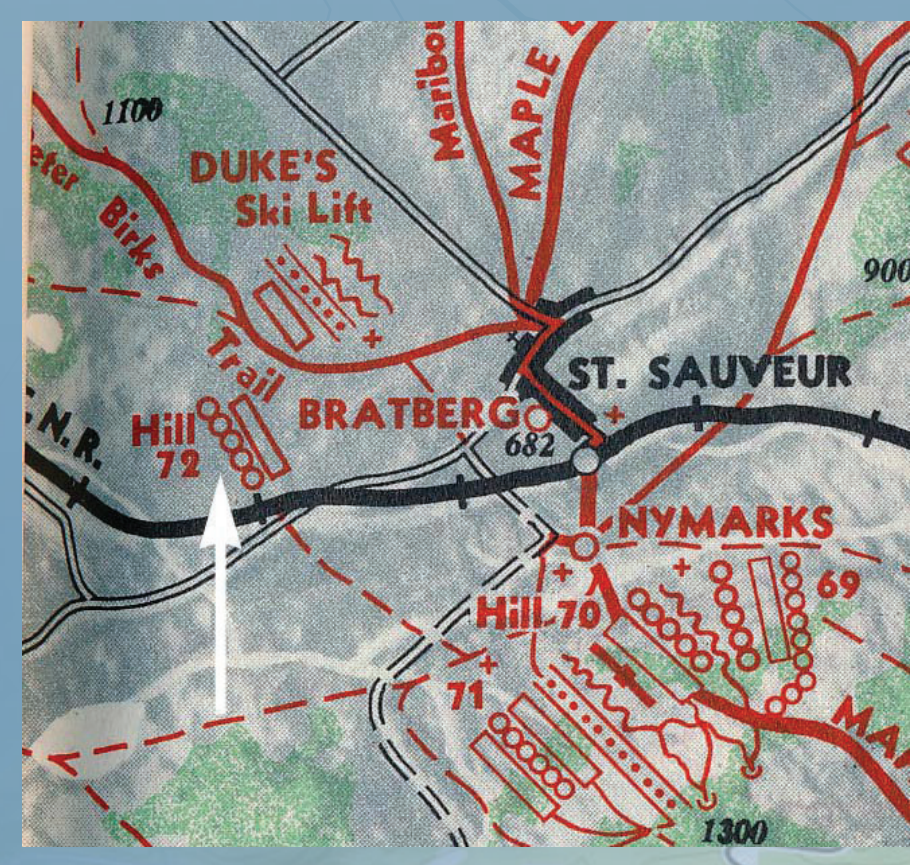 1100
Maribou
MAPLE
DUKE'S
Ski Lift
Birks
Trail
900
ST. SAUVEUR
BRATBERG
682
.N.R.
Hill
72
NYMARKS
Hill 70
69
71
1300